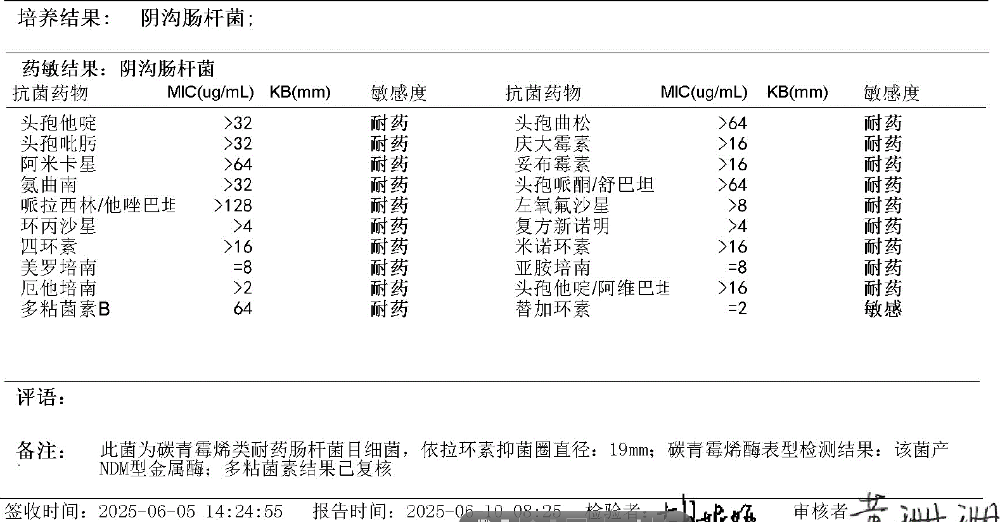 培养结果： 阴沟肠杆菌;
药敏结果：阴沟肠杆菌
抗菌药物 MIC(ug/mL) KB(mm) 敏感度 抗菌药物 MIC(ug/mL) KB(mm) 敏感度
头孢他啶 >32 耐药 头孢曲松 >64 耐药
头孢吡肟 >32 耐药 庆大霉素 >16 耐药
阿米卡星 >64 耐药 妥布霉素 >16 耐药
氨曲南 >32 耐药 头孢哌酮/舒巴坦 >64 耐药
哌拉西林/他唑巴坦 >128 耐药 左氧氟沙星 >8 耐药
环丙沙星 >4 耐药 复方新诺明 >4 耐药
四环素 >16 耐药 米诺环素 >16 耐药
美罗培南 =8 耐药 亚胺培南 =8 耐药
厄他培南 >2 耐药 头孢他啶/阿维巴坦 >16 耐药
多粘菌素B 64 耐药 替加环素 =2 敏感
评语：
备注： 此菌为碳青霉烯类耐药肠杆菌目细菌，依拉环素抑菌圈直径：19mm；碳青霉烯酶表型检测结果：该菌产
NDM型金属酶；多粘菌素结果已复核
签收时间：2025-06-05 14:24:55 报告时间：2025-06-10 08:25 检验者： 审核者